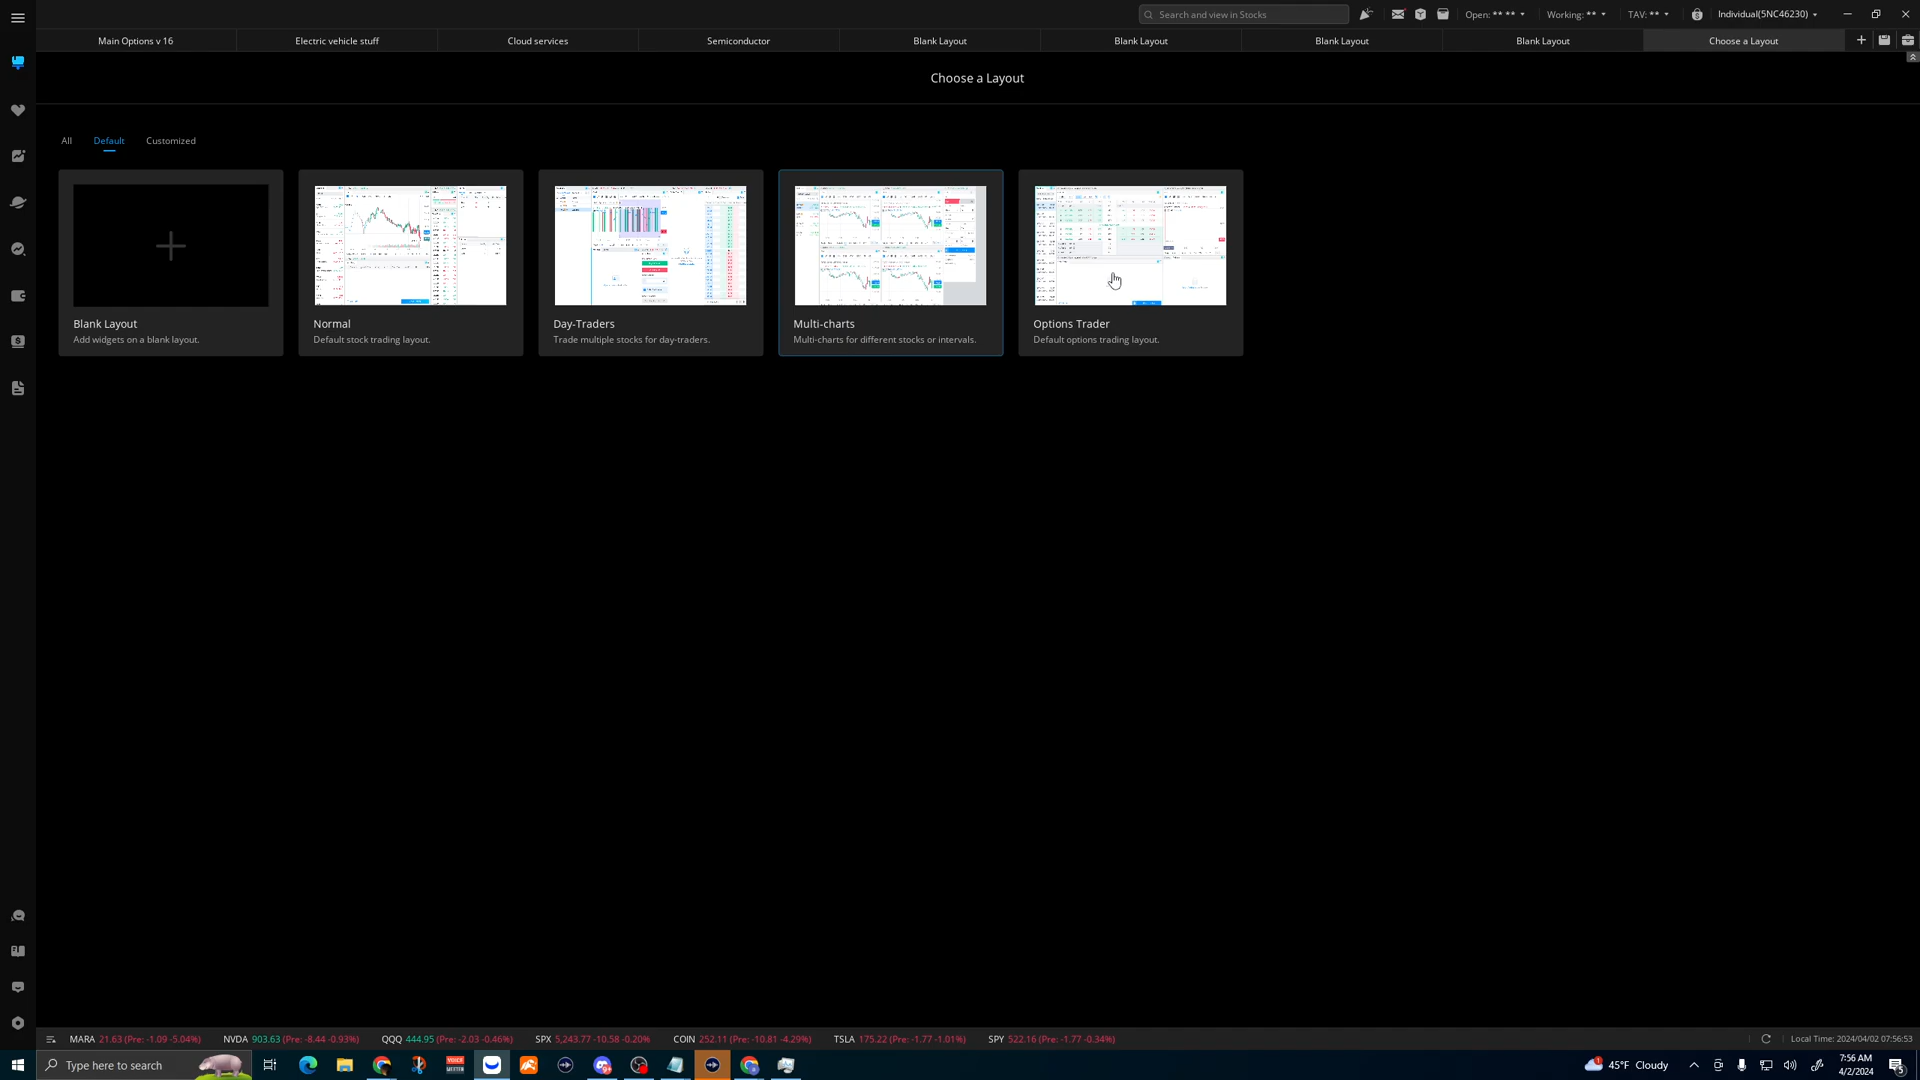 Search and view in Stocks
Open: ** **
Working: **
TAV: **
Individual(5NC46230)
Main Options v 16
Electric vehicle stuff
Cloud services
Semiconductor
Blank Layout
Blank Layout
Blank Layout
Blank Layout
Choose a Layout
Choose a Layout
All
Default
Customized
Blank Layout
Add widgets on a blank layout.
Normal
Default stock trading layout.
Day-Traders
Trade multiple stocks for day-traders.
Multi-charts
Multi-charts for different stocks or intervals.
Options Trader
Default options trading layout.
MARA 21.63 (Pre: -1.09 -5.04%)
NVDA 903.63 (Pre: -8.44 -0.93%)
QQQ 444.95 (Pre: -2.03 -0.46%)
SPX 5,243.77 -10.58 -0.20%
COIN 252.11 (Pre: -10.81 -4.29%)
TSLA 175.22 (Pre: -1.77 -1.01%)
SPY 522.16 (Pre: -1.77 -0.34%)
Local Time: 2024/04/02 07:56:53
Type here to search
45°F Cloudy
7:56 AM
4/2/2024